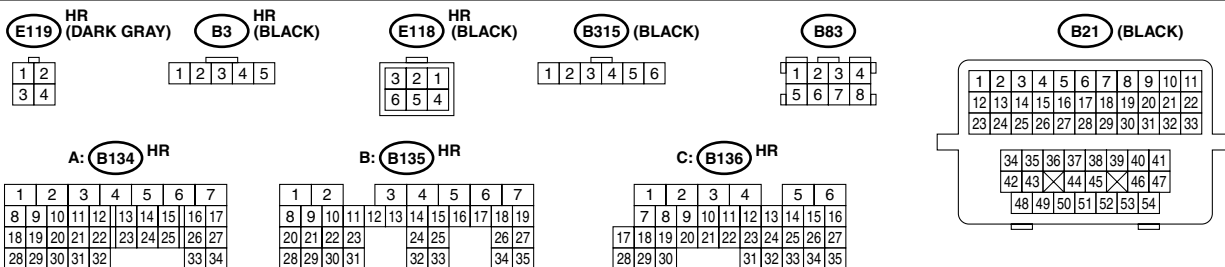 E119 HR (DARK GRAY)
1 2
3 4
B3 HR (BLACK)
1 2 3 4 5
E118 HR (BLACK)
3 2 1
6 5 4
B315 (BLACK)
1 2 3 4 5 6
B83
1 2 3 4
5 6 7 8
B21 (BLACK)
1 2 3 4 5 6 7 8 9 10 11
12 13 14 15 16 17 18 19 20 21 22
23 24 25 26 27 28 29 30 31 32 33
34 35 36 37 38 39 40 41
42 43 44 45 46 47
48 49 50 51 52 53 54
A: B134 HR
1 2 3 4 5 6 7
8 9 10 11 12 13 14 15 16 17
18 19 20 21 22 23 24 25 26 27
28 29 30 31 32 33 34
B: B135 HR
1 2 3 4 5 6 7
8 9 10 11 12 13 14 15 16 17 18 19
20 21 22 23 24 25 26 27
28 29 30 31 32 33 34 35
C: B136 HR
1 2 3 4 5 6
7 8 9 10 11 12 13 14 15 16
17 18 19 20 21 22 23 24 25 26 27
28 29 30 31 32 33 34 35